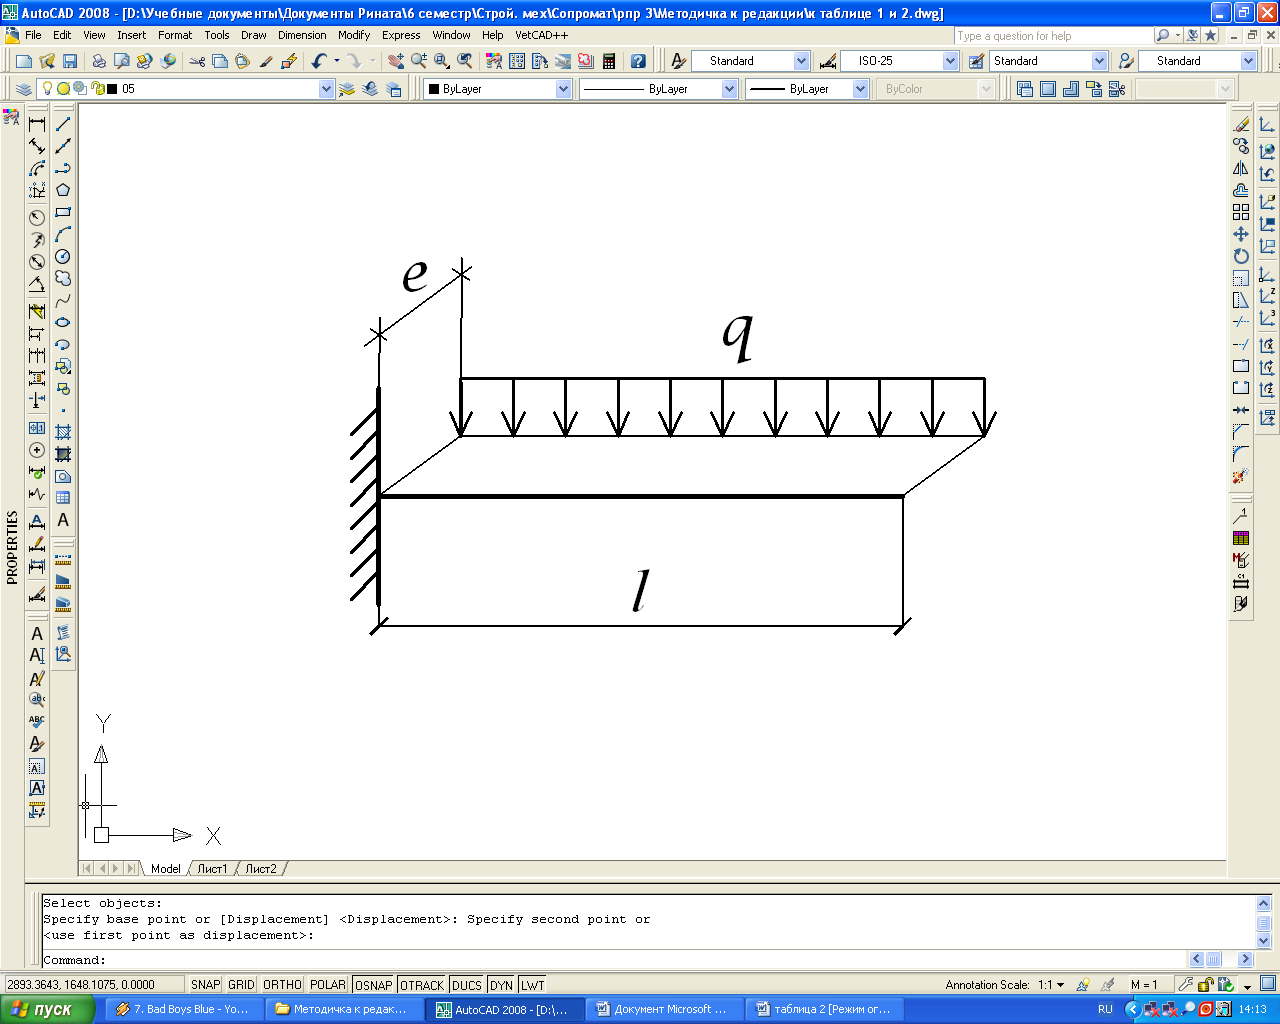 AutoCAD 2008 - [D:\Учебные документы\Документы Рината\6 семестр\Строй. мех\Сопромат\рпр 3\Методичка к редакции\к таблице 1 и 2.dwg]
File Edit View Insert Format Tools Draw Dimension Modify Express Window Help VetCAD++
Type a question for help
Standard ISO-25 Standard Standard
05 ByLayer ByLayer ByLayer ByColor
PROPERTIES
e
q
l
Y
X
Model Лист1 Лист2
Select objects:
Specify base point or [Displacement] <Displacement>: Specify second point or
<use first point as displacement>:
Command:
2893.3643, 1648.1075, 0.0000 SNAP GRID ORTHO POLAR OSNAP OTRACK DUCS DYN LWT Annotation Scale: 1:1 M = 1
пуск 7. Bad Boys Blue - Yo... Методичка к редак... AutoCAD 2008 - [D:\... Документ Microsoft ... таблица 2 [Режим ог... RU 14:13